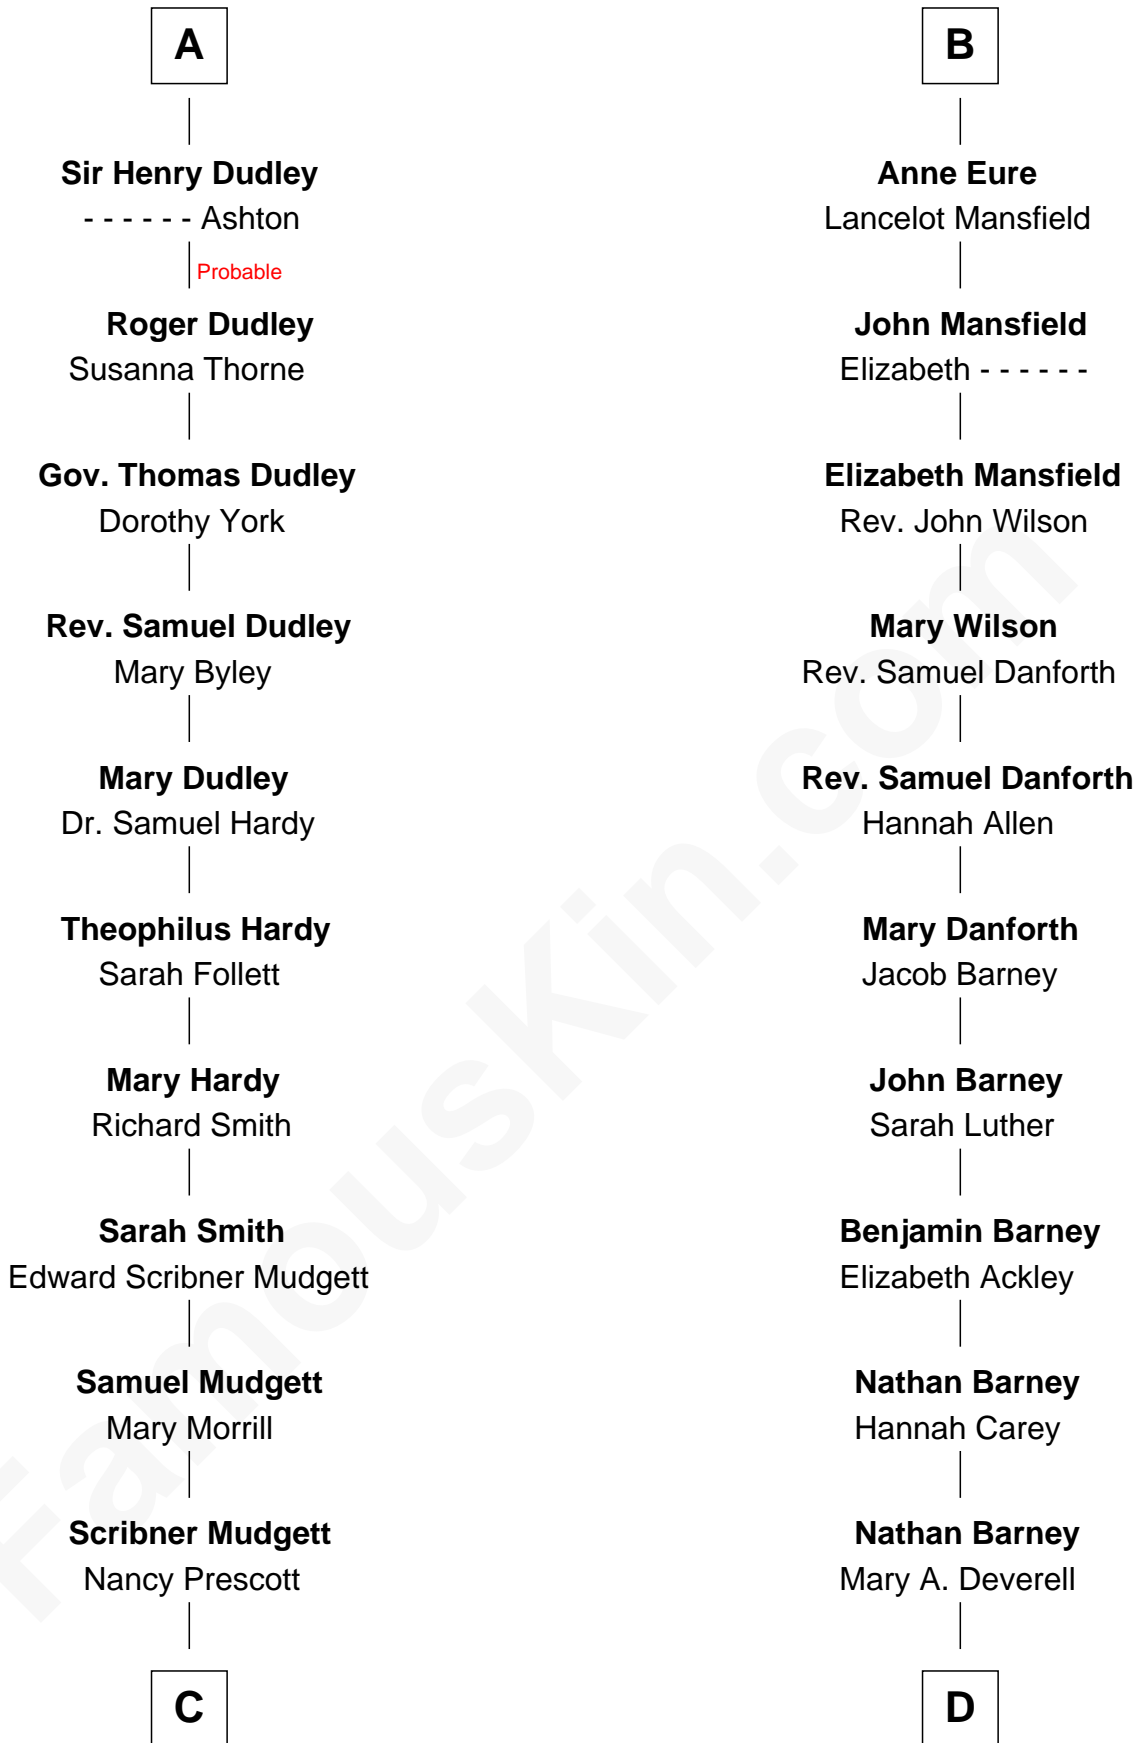 A
Sir Henry Dudley
- - - - - - Ashton
Probable
Roger Dudley
Susanna Thorne
Gov. Thomas Dudley
Dorothy York
Rev. Samuel Dudley
Mary Byley
Mary Dudley
Dr. Samuel Hardy
Theophilus Hardy
Sarah Follett
Mary Hardy
Richard Smith
Sarah Smith
Edward Scribner Mudgett
Samuel Mudgett
Mary Morrill
Scribner Mudgett
Nancy Prescott
C
B
Anne Eure
Lancelot Mansfield
John Mansfield
Elizabeth - - - - - -
Elizabeth Mansfield
Rev. John Wilson
Mary Wilson
Rev. Samuel Danforth
Rev. Samuel Danforth
Hannah Allen
Mary Danforth
Jacob Barney
John Barney
Sarah Luther
Benjamin Barney
Elizabeth Ackley
Nathan Barney
Hannah Carey
Nathan Barney
Mary A. Deverell
D
FamousKin.com